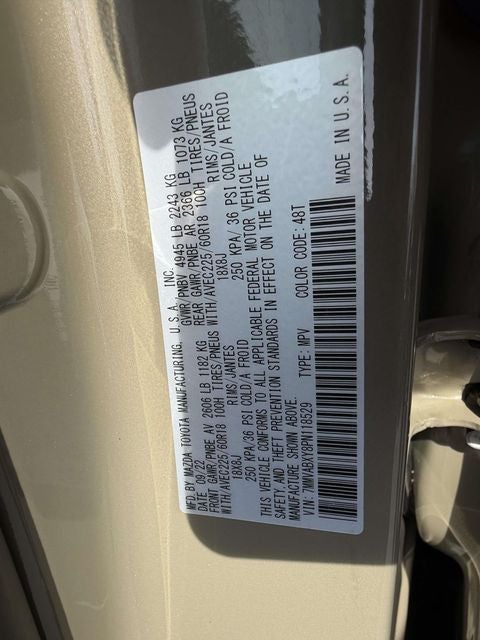 MFD. BY MAZDA TOYOTA MANUFACTURING, U.S.A., INC.
DATE 09/22 GVWR/PNBV 4945 LB 2243 KG
FRONT GAWR/PNBE AV 2606 LB 1182 KG REAR GAWR/PNBE AR 2366 LB 1073 KG
WITH/AVEC225/60R18 100H TIRES/PNEUS WITH/AVEC225/60R18 100H TIRES/PNEUS
18X8J RIMS/JANTES 18X8J RIMS/JANTES
250 KPA/36 PSI COLD/A FROID 250 KPA/ 36 PSI COLD/A FROID
THIS VEHICLE CONFORMS TO ALL APPLICABLE FEDERAL MOTOR VEHICLE
SAFETY AND THEFT PREVENTION STANDARDS IN EFFECT ON THE DATE OF
MANUFACTURE SHOWN ABOVE.
VIN: 7MMVABXY8PN118529 TYPE: MPV COLOR CODE: 48T
MADE IN U.S.A.